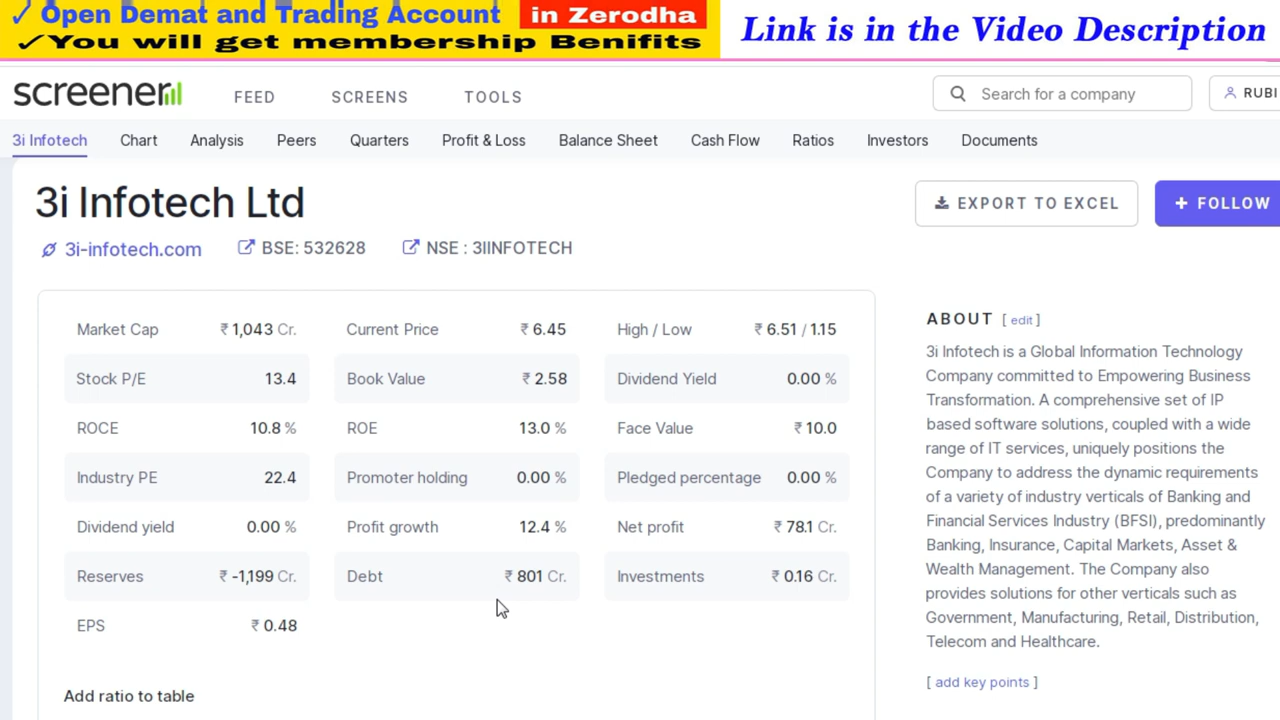 ✓ Open Demat and Trading Account in Zerodha
✓You will get membership Benifits
Link is in the Video Description
screener
FEED SCREENS TOOLS
Search for a company
RUBI
3i Infotech Chart Analysis Peers Quarters Profit & Loss Balance Sheet Cash Flow Ratios Investors Documents
3i Infotech Ltd
EXPORT TO EXCEL
+ FOLLOW
3i-infotech.com BSE: 532628 NSE : 3IINFOTECH
Market Cap ₹ 1,043 Cr. Current Price ₹ 6.45 High / Low ₹ 6.51 / 1.15
Stock P/E 13.4 Book Value ₹ 2.58 Dividend Yield 0.00 %
ROCE 10.8 % ROE 13.0 % Face Value ₹ 10.0
Industry PE 22.4 Promoter holding 0.00 % Pledged percentage 0.00 %
Dividend yield 0.00 % Profit growth 12.4 % Net profit ₹ 78.1 Cr.
Reserves ₹ -1,199 Cr. Debt ₹ 801 Cr. Investments ₹ 0.16 Cr.
EPS ₹ 0.48
Add ratio to table
ABOUT [ edit ]
3i Infotech is a Global Information Technology
Company committed to Empowering Business
Transformation. A comprehensive set of IP
based software solutions, coupled with a wide
range of IT services, uniquely positions the
Company to address the dynamic requirements
of a variety of industry verticals of Banking and
Financial Services Industry (BFSI), predominantly
Banking, Insurance, Capital Markets, Asset &
Wealth Management. The Company also
provides solutions for other verticals such as
Government, Manufacturing, Retail, Distribution,
Telecom and Healthcare.
[ add key points ]